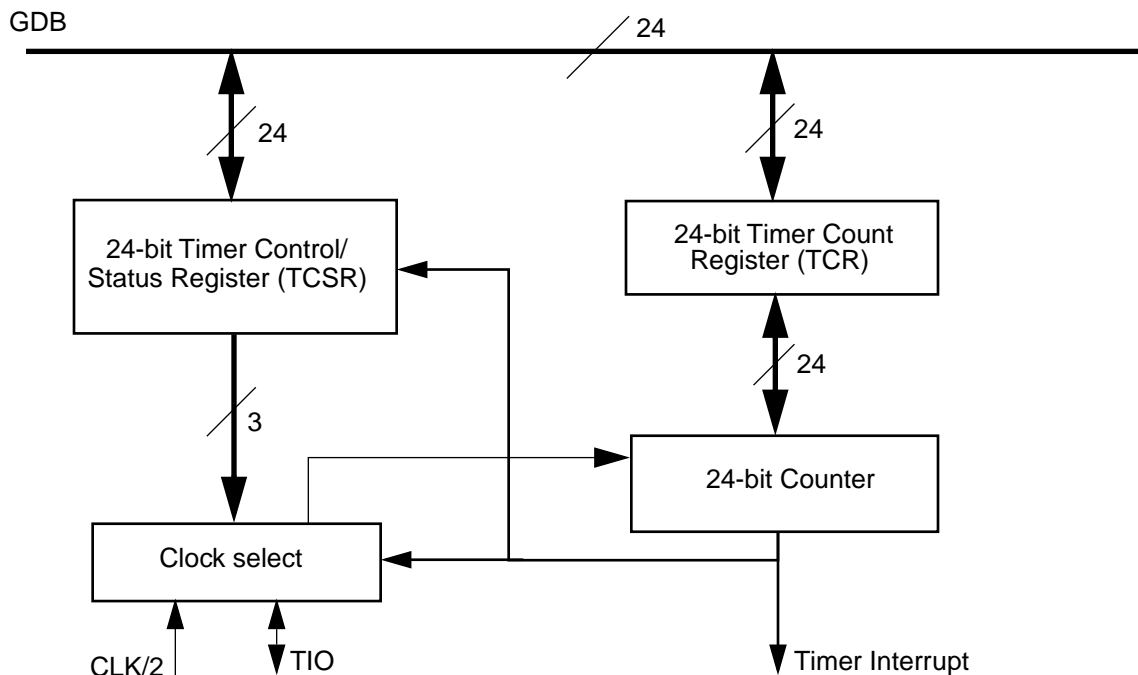 GDB
24
24
24
24-bit Timer Control/
Status Register (TCSR)
24-bit Timer Count
Register (TCR)
24
3
24-bit Counter
Clock select
CLK/2
TIO
Timer Interrupt